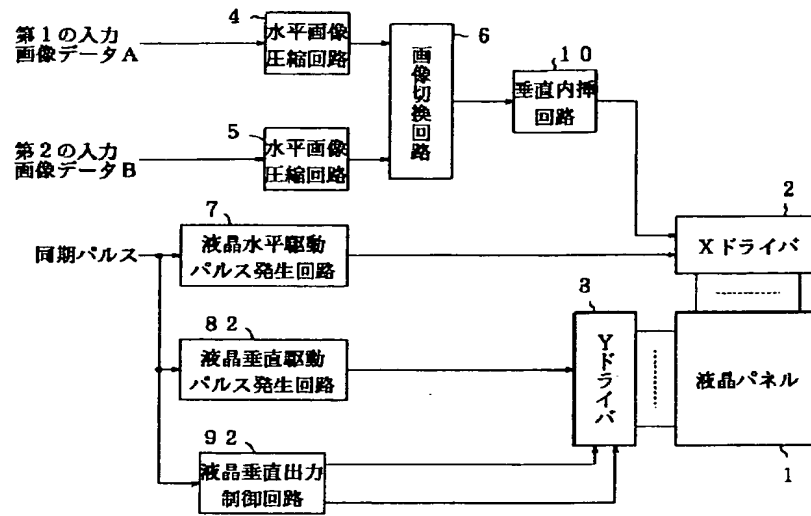 4
水平画像
圧縮回路
第1の入力
画像データA
6
画像切換回路
10
垂直内挿
回路
5
水平画像
圧縮回路
第2の入力
画像データB
2
Xドライバ
7
液晶水平駆動
パルス発生回路
同期パルス
3
Yドライバ
82
液晶垂直駆動
パルス発生回路
液晶パネル
1
92
液晶垂直出力
制御回路